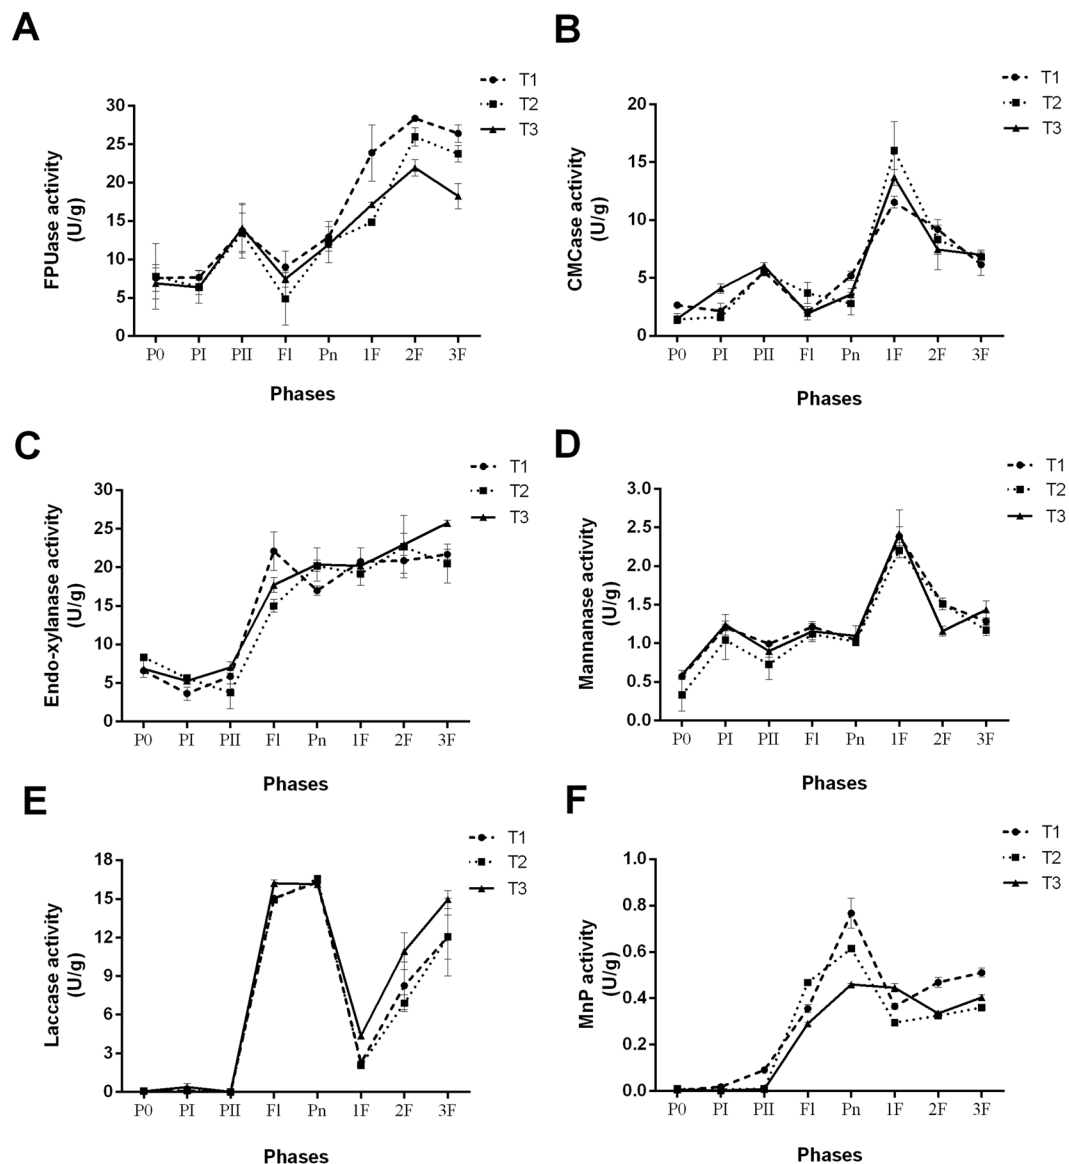 A
T1
T2
T3
FPUase activity
(U/g)
30
25
20
15
10
5
0
P0 PI PII Fl Pn 1F 2F 3F
Phases
B
T1
T2
T3
CMCase activity
(U/g)
20
15
10
5
0
P0 PI PII Fl Pn 1F 2F 3F
Phases
C
T1
T2
T3
Endo-xylanase activity
(U/g)
30
25
20
15
10
5
0
P0 PI PII Fl Pn 1F 2F 3F
Phases
D
T1
T2
T3
Mannanase activity
(U/g)
3.0
2.5
2.0
1.5
1.0
0.5
0.0
P0 PI PII Fl Pn 1F 2F 3F
Phases
E
T1
T2
T3
Laccase activity
(U/g)
18
15
12
9
6
3
0
P0 PI PII Fl Pn 1F 2F 3F
Phases
F
T1
T2
T3
MnP activity
(U/g)
1.0
0.8
0.6
0.4
0.2
0.0
P0 PI PII Fl Pn 1F 2F 3F
Phases